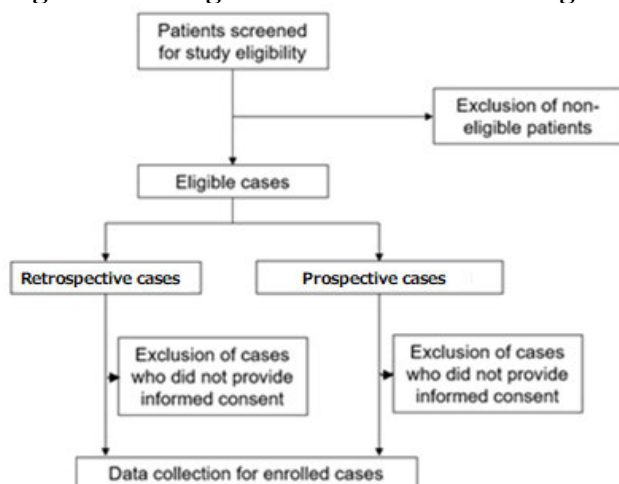 Patients screened
for study eligibility
Exclusion of non-
eligible patients
Eligible cases
Retrospective cases
Prospective cases
Exclusion of cases
who did not provide
informed consent
Exclusion of cases
who did not provide
informed consent
Data collection for enrolled cases